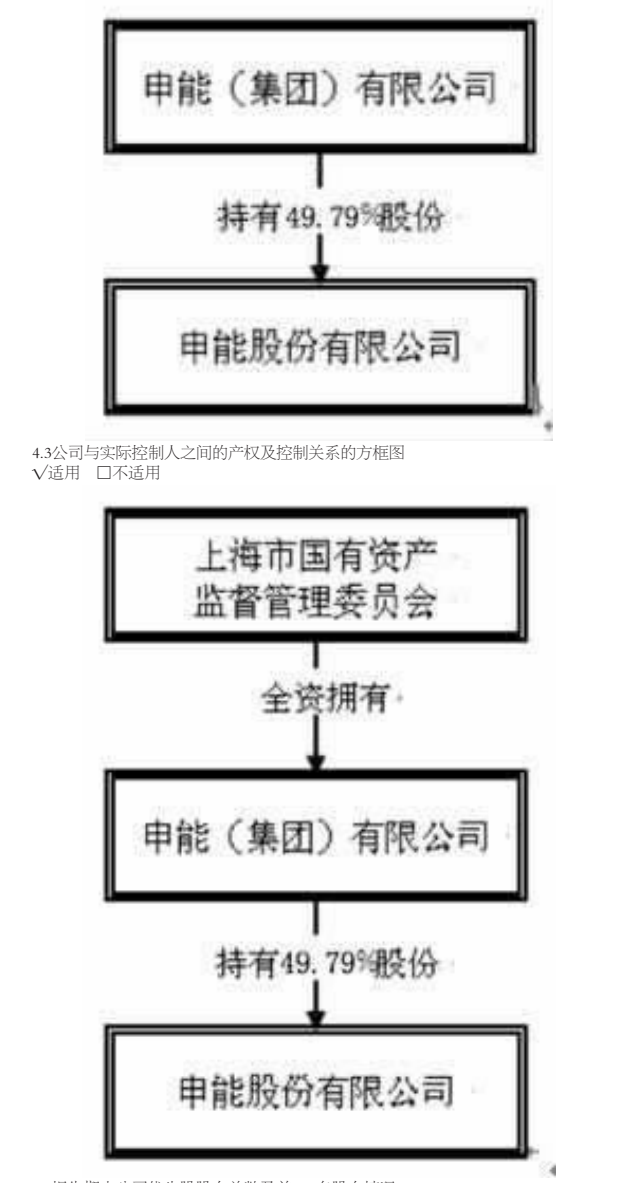 申能（集团）有限公司
持有49.79%股份
申能股份有限公司
4.3公司与实际控制人之间的产权及控制关系的方框图
√适用 □不适用
上海市国有资产
监督管理委员会
全资拥有
申能（集团）有限公司
持有49.79%股份
申能股份有限公司